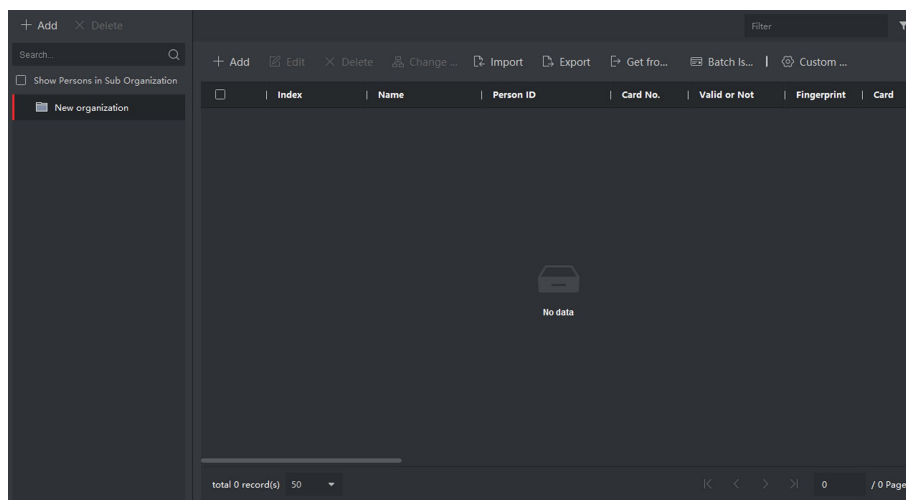 Add Delete
Filter
Search...
Show Persons in Sub Organization
New organization
Add Edit Delete Change ... Import Export Get fro... Batch Is... Custom ...
Index Name Person ID Card No. Valid or Not Fingerprint Card
No data
total 0 record(s) 50 0 / 0 Page